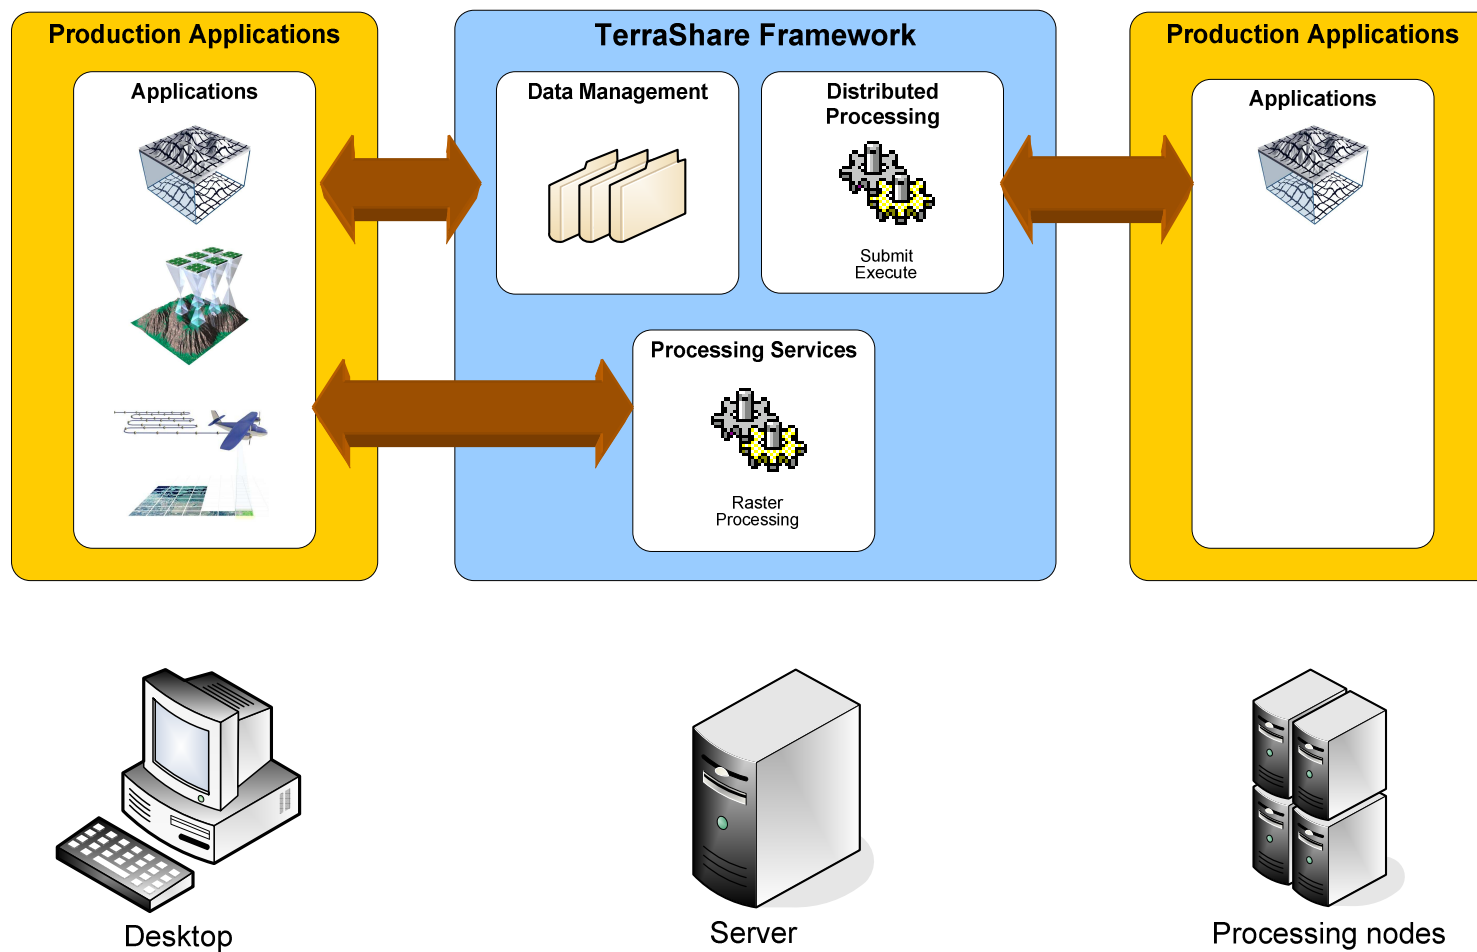 Production Applications
Applications
TerraShare Framework
Data Management
Distributed
Processing
Submit
Execute
Processing Services
Raster
Processing
Production Applications
Applications
Desktop
Server
Processing nodes